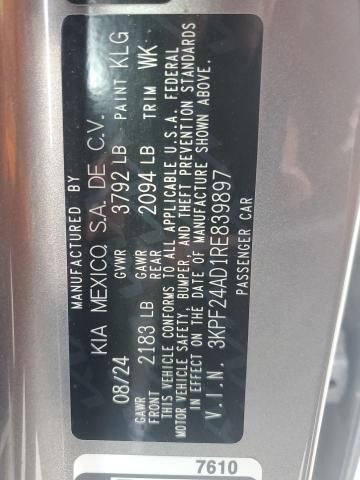 MANUFACTURED BY
KIA MEXICO, S.A. DE C.V.
08/24 GVWR 3792 LB PAINT KLG
GAWR FRONT 2183 LB GAWR REAR 2094 LB TRIM WK
THIS VEHICLE CONFORMS TO ALL APPLICABLE U.S.A. FEDERAL
MOTOR VEHICLE SAFETY, BUMPER, AND THEFT PREVENTION STANDARDS
IN EFFECT ON THE DATE OF MANUFACTURE SHOWN ABOVE.
V.I.N. 3KPF24AD1RE839897
PASSENGER CAR
7610